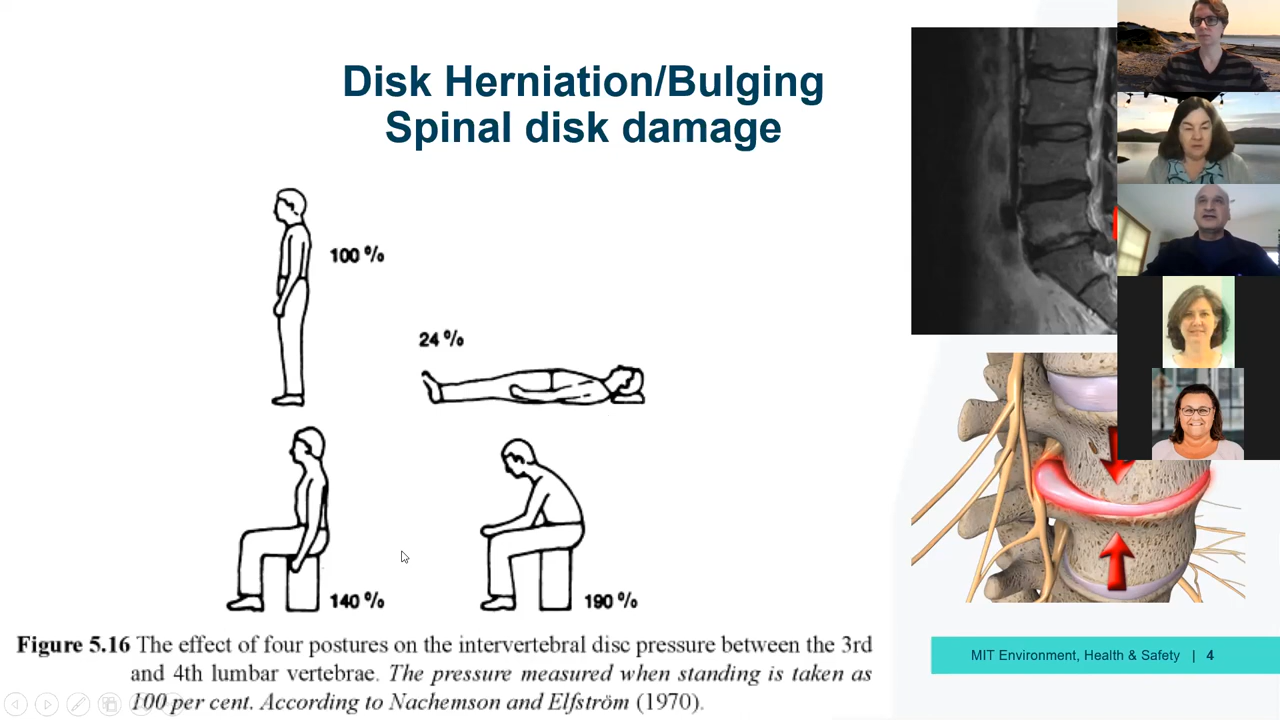 Disk Herniation/Bulging
Spinal disk damage
100 %
24 %
140 %
190 %
Figure 5.16 The effect of four postures on the intervertebral disc pressure between the 3rd
and 4th lumbar vertebrae. The pressure measured when standing is taken as
100 per cent. According to Nachemson and Elfström (1970).
MIT Environment, Health & Safety | 4